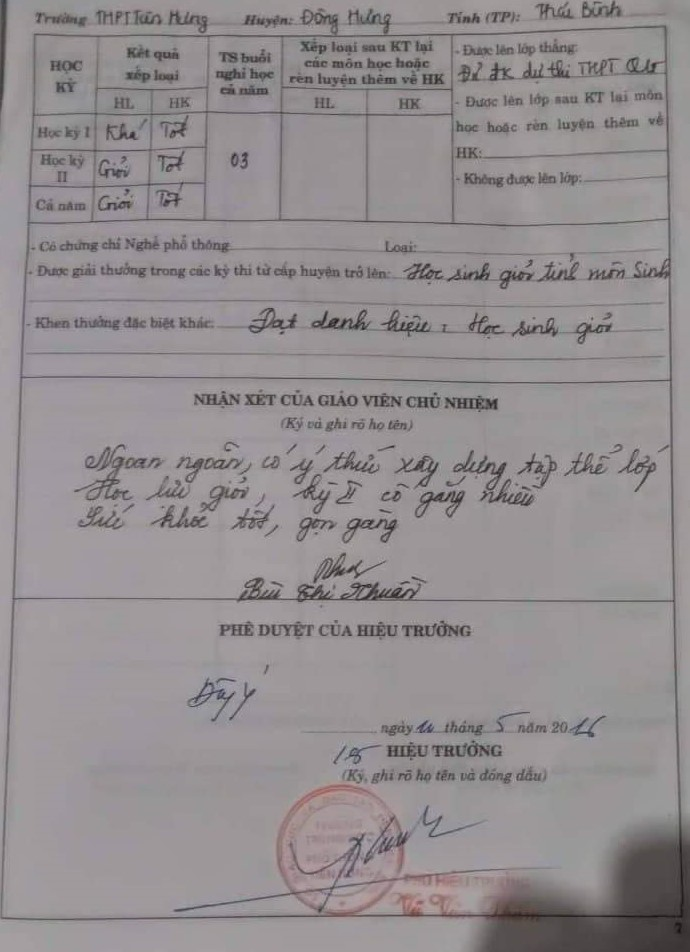 Trường THPT Tiên Hưng Huyện: Đông Hưng Tỉnh (TP): Thái Bình
HỌC KỲ
Kết quả xếp loại
TS buổi nghỉ học cả năm
Xếp loại sau KT lại các môn học hoặc rèn luyện thêm về HK
HL HK HL HK
Học kỳ I Khá Tốt
Học kỳ II Giỏi Tốt 03
Cả năm Giỏi Tốt
- Được lên lớp thẳng:
Đủ ĐK dự thi THPT QG
- Được lên lớp sau KT lại môn
học hoặc rèn luyện thêm về
HK:
- Không được lên lớp:
- Có chứng chỉ Nghề phổ thông Loại:
- Được giải thưởng trong các kỳ thi từ cấp huyện trở lên: Học sinh giỏi tỉnh môn Sinh
- Khen thưởng đặc biệt khác: Đạt danh hiệu: Học sinh giỏi
NHẬN XÉT CỦA GIÁO VIÊN CHỦ NHIỆM
(Ký và ghi rõ họ tên)
Ngoan ngoãn, có ý thức xây dựng tập thể lớp
Học lực giỏi, kỳ II cố gắng nhiều
Sức khỏe tốt, gọn gàng
Bùi Thị Thuần
PHÊ DUYỆT CỦA HIỆU TRƯỞNG
Đồng ý
ngày tháng 5 năm 2016
HIỆU TRƯỞNG
(Ký, ghi rõ họ tên và đóng dấu)
PHÓ HIỆU TRƯỞNG
Vũ Văn
7